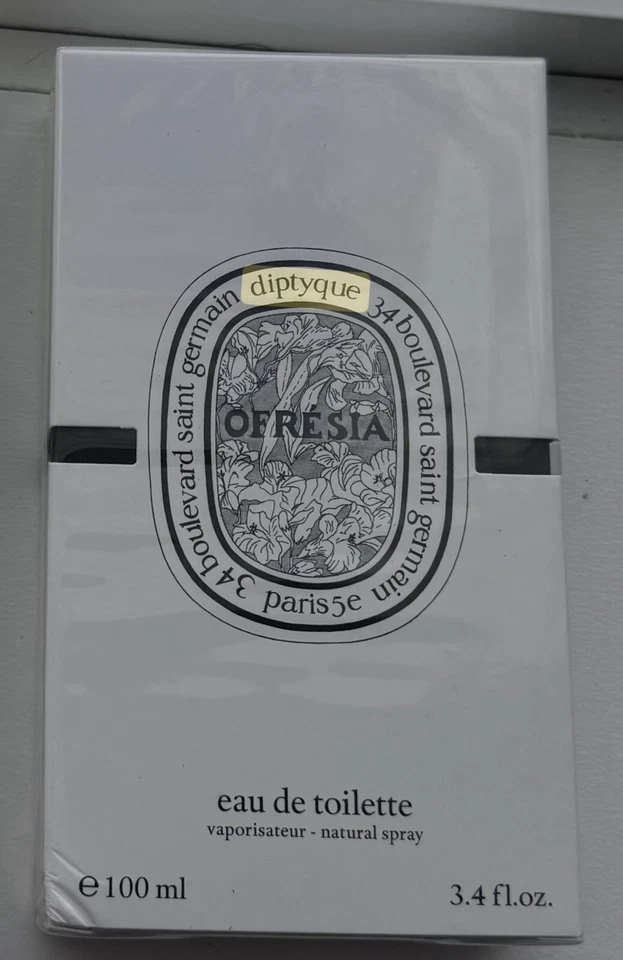 diptyque
34 boulevard saint germain
34 boulevard saint germain
paris 5e
ÔFRÉSIA
eau de toilette
vaporisateur - natural spray
℮ 100 ml
3.4 fl.oz.